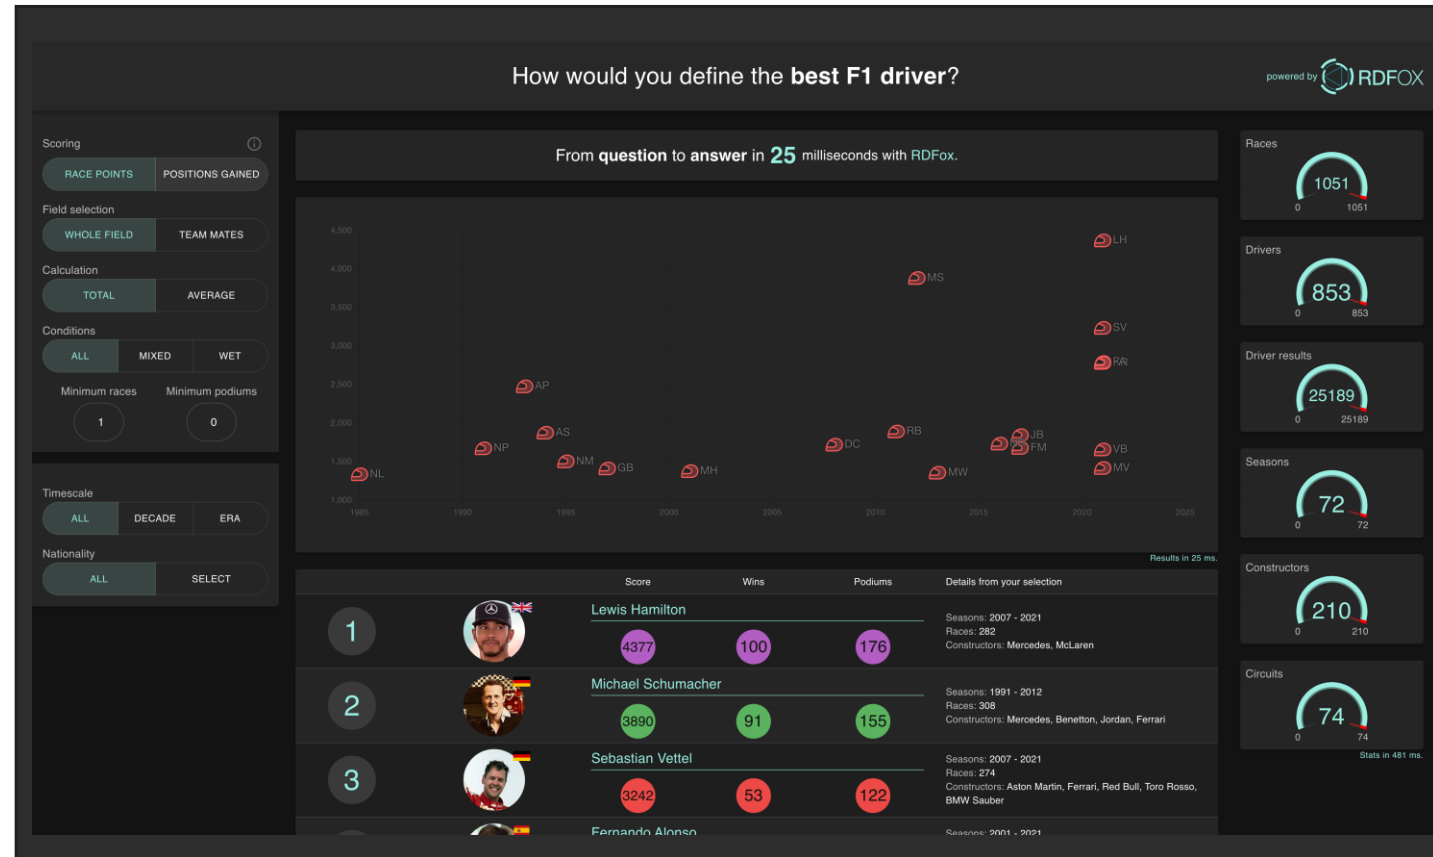 How would you define the best F1 driver?
powered by RDFOX
Scoring
RACE POINTS POSITIONS GAINED
Field selection
WHOLE FIELD TEAM MATES
Calculation
TOTAL AVERAGE
Conditions
ALL MIXED WET
Minimum races Minimum podiums
1 0
Timescale
ALL DECADE ERA
Nationality
ALL SELECT
From question to answer in 25 milliseconds with RDFox.
4,500
4,000
3,500
3,000
2,500
2,000
1,500
1,000
1985 1990 1995 2000 2005 2010 2015 2020 2025
LH
MS
SV
AP
AS
RB
JB
NP
DC
FM
VB
NM
GB
MH
MW
MV
NL
Results in 25 ms.
Score Wins Podiums Details from your selection
1
Lewis Hamilton
4377 100 176
Seasons: 2007 - 2021
Races: 282
Constructors: Mercedes, McLaren
2
Michael Schumacher
3890 91 155
Seasons: 1991 - 2012
Races: 308
Constructors: Mercedes, Benetton, Jordan, Ferrari
3
Sebastian Vettel
3242 53 122
Seasons: 2007 - 2021
Races: 274
Constructors: Aston Martin, Ferrari, Red Bull, Toro Rosso,
BMW Sauber
Fernando Alonso
Seasons: 2001 - 2021
Races
1051
0 1051
Drivers
853
0 853
Driver results
25189
0 25189
Seasons
72
0 72
Constructors
210
0 210
Circuits
74
0 74
Stats in 481 ms.